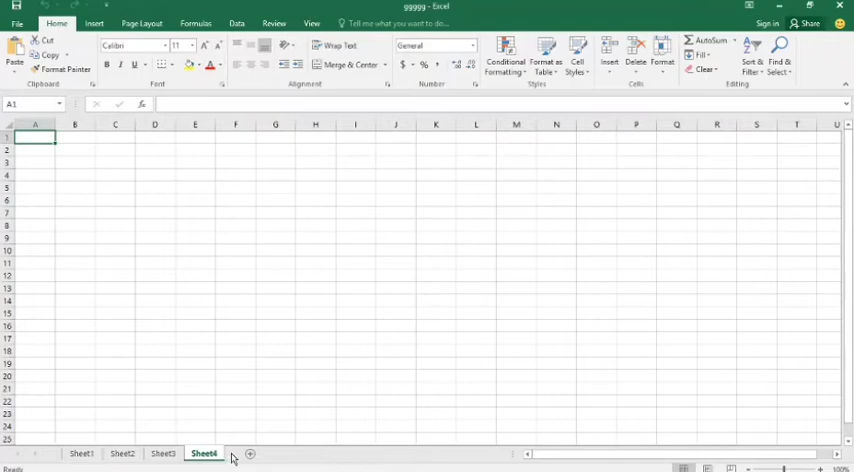 ggggg - Excel
File Home Insert Page Layout Formulas Data Review View Tell me what you want to do... Sign in Share
Cut
Copy
Format Painter
Paste
Clipboard
Calibri 11
B I U
Font
Wrap Text
Merge & Center
Alignment
General
$ % ,
Number
Conditional Formatting
Format as Table
Cell Styles
Styles
Insert Delete Format
Cells
AutoSum
Fill
Clear
Sort & Filter
Find & Select
Editing
A1 fx
A B C D E F G H I J K L M N O P Q R S T U
1
2
3
4
5
6
7
8
9
10
11
12
13
14
15
16
17
18
19
20
21
22
23
24
25
Sheet1 Sheet2 Sheet3 Sheet4
Ready 100%